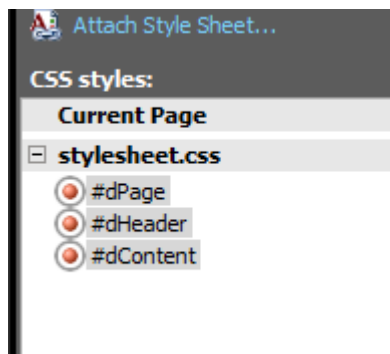 Attach Style Sheet...
CSS styles:
Current Page
stylesheet.css
#dPage
#dHeader
#dContent